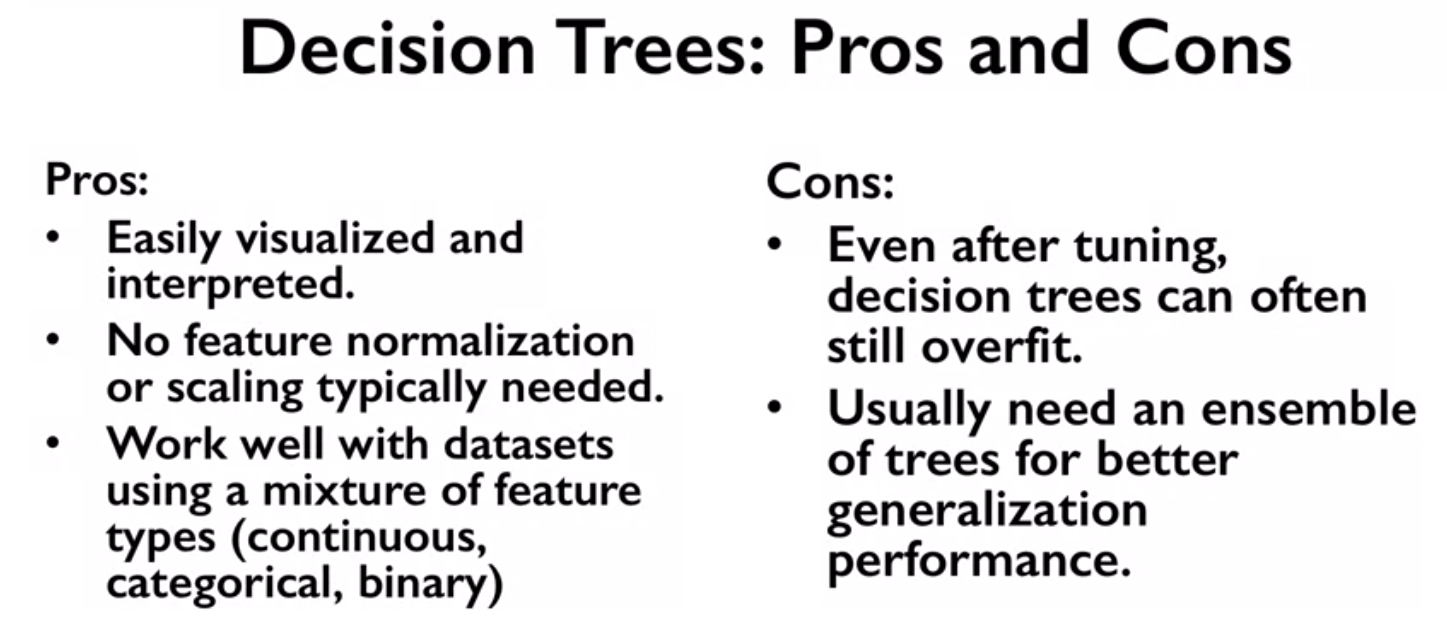 Decision Trees: Pros and Cons
Pros:
• Easily visualized and
interpreted.
• No feature normalization
or scaling typically needed.
• Work well with datasets
using a mixture of feature
types (continuous,
categorical, binary)
Cons:
• Even after tuning,
decision trees can often
still overfit.
• Usually need an ensemble
of trees for better
generalization
performance.